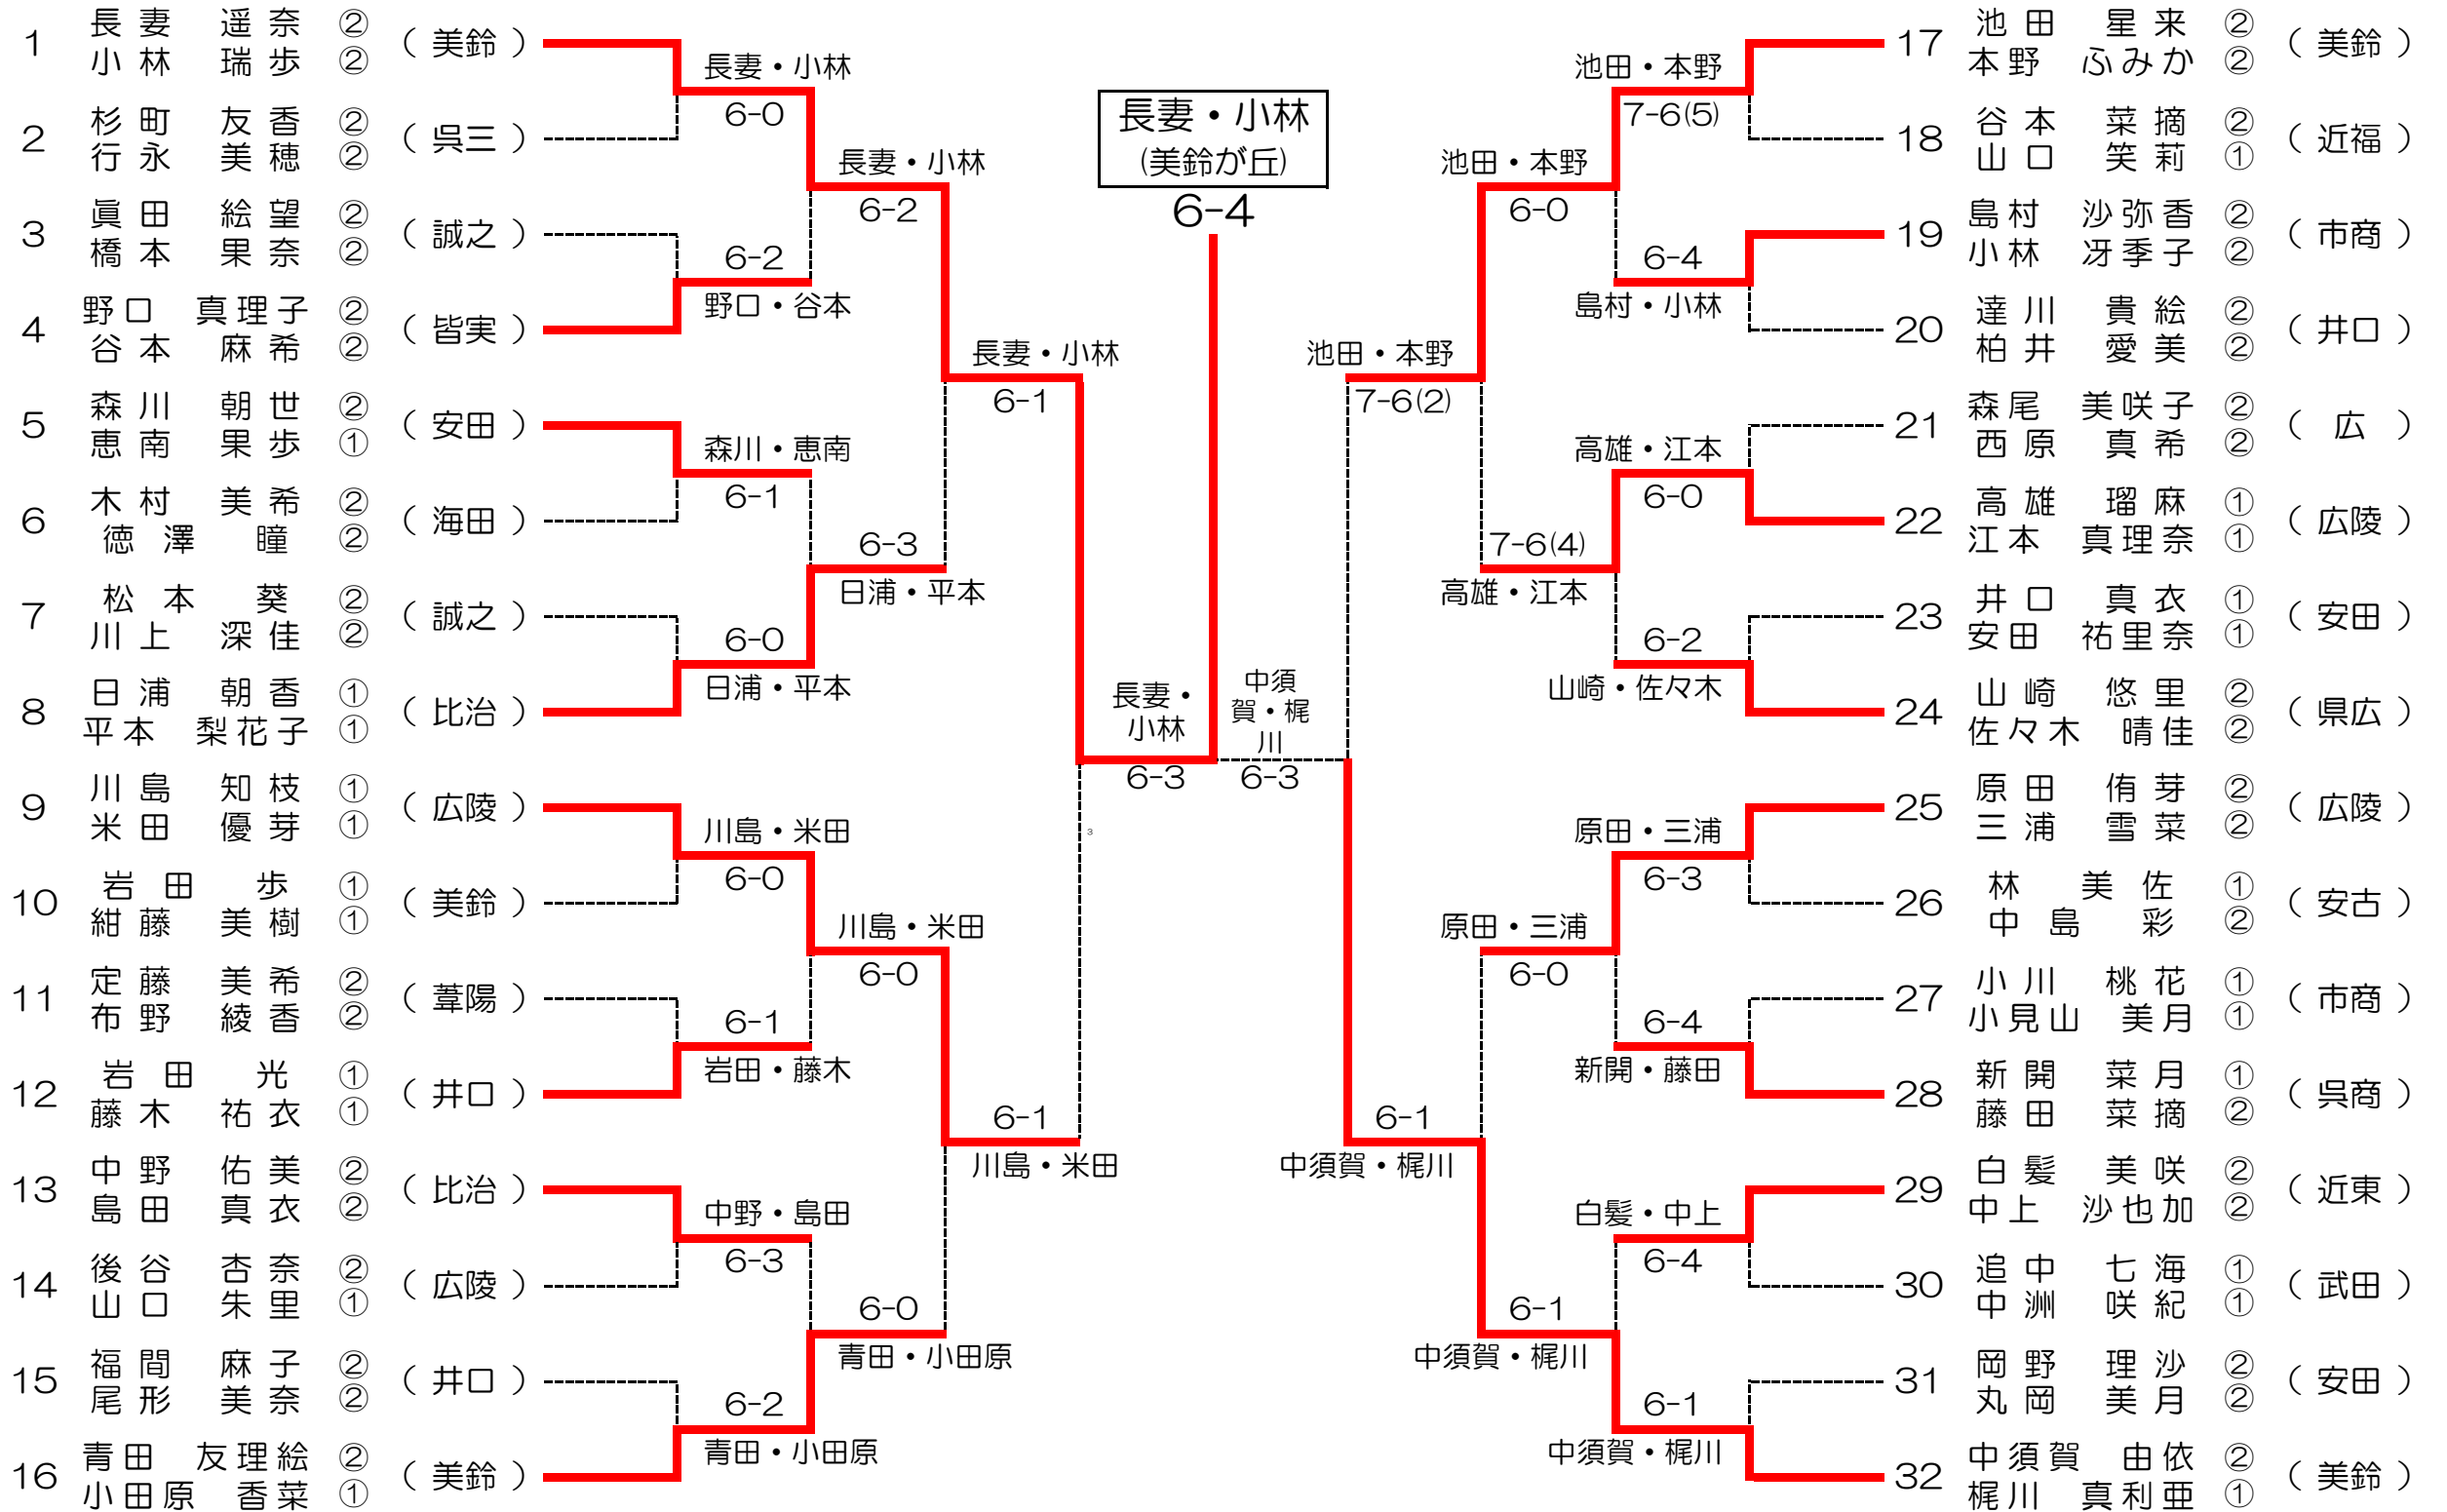 1 長妻 遥奈 ② (美鈴)
小林 瑞歩 ②
2 杉町 友香 ② (呉三)
行永 美穂 ②
3 眞田 絵望 ② (誠之)
橋本 果奈 ②
4 野口 真理子 ② (皆実)
谷本 麻希 ②
5 森川 朝世 ② (安田)
恵南 果歩 ①
6 木村 美希 ② (海田)
徳澤 瞳 ②
7 松本 葵 ② (誠之)
川上 深佳 ②
8 日浦 朝香 ① (比治)
平本 梨花子 ①
9 川島 知枝 ① (広陵)
米田 優芽 ①
10 岩田 歩 ① (美鈴)
紺藤 美樹 ①
11 定藤 美希 ② (葦陽)
布野 綾香 ②
12 岩田 光 ① (井口)
藤木 祐衣 ①
13 中野 佑美 ② (比治)
島田 真衣 ②
14 後谷 杏奈 ② (広陵)
山口 朱里 ①
15 福間 麻子 ② (井口)
尾形 美奈 ②
16 青田 友理絵 ② (美鈴)
小田原 香菜 ①
長妻・小林
6-0
6-2
野口・谷本
森川・恵南
6-1
6-0
日浦・平本
川島・米田
6-0
6-1
岩田・藤木
中野・島田
6-3
6-2
青田・小田原
長妻・小林
6-2
6-3
日浦・平本
川島・米田
6-0
6-0
青田・小田原
長妻・小林
6-1
6-1
川島・米田
長妻・
小林
6-3
3
長妻・小林
(美鈴が丘)
6-4
中須
賀・梶
川
6-3
池田・本野
7-6(2)
6-1
中須賀・梶川
池田・本野
6-0
7-6(4)
高雄・江本
原田・三浦
6-0
6-1
中須賀・梶川
池田・本野
7-6(5)
6-4
島村・小林
高雄・江本
6-0
6-2
山崎・佐々木
原田・三浦
6-3
6-4
新開・藤田
白髪・中上
6-4
6-1
中須賀・梶川
17 池田 星来 ② (美鈴)
本野 ふみか ②
18 谷本 菜摘 ② (近福)
山口 笑莉 ①
19 島村 沙弥香 ② (市商)
小林 冴季子 ②
20 達川 貴絵 ② (井口)
柏井 愛美 ②
21 森尾 美咲子 ② (広)
西原 真希 ②
22 高雄 瑠麻 ① (広陵)
江本 真理奈 ①
23 井口 真衣 ① (安田)
安田 祐里奈 ①
24 山崎 悠里 ② (県広)
佐々木 晴佳 ②
25 原田 侑芽 ② (広陵)
三浦 雪菜 ②
26 林 美佐 ① (安古)
中島 彩 ②
27 小川 桃花 ① (市商)
小見山 美月 ①
28 新開 菜月 ① (呉商)
藤田 菜摘 ②
29 白髪 美咲 ② (近東)
中上 沙也加 ②
30 追中 七海 ① (武田)
中洲 咲紀 ①
31 岡野 理沙 ② (安田)
丸岡 美月 ②
32 中須賀 由依 ② (美鈴)
梶川 真利亜 ①